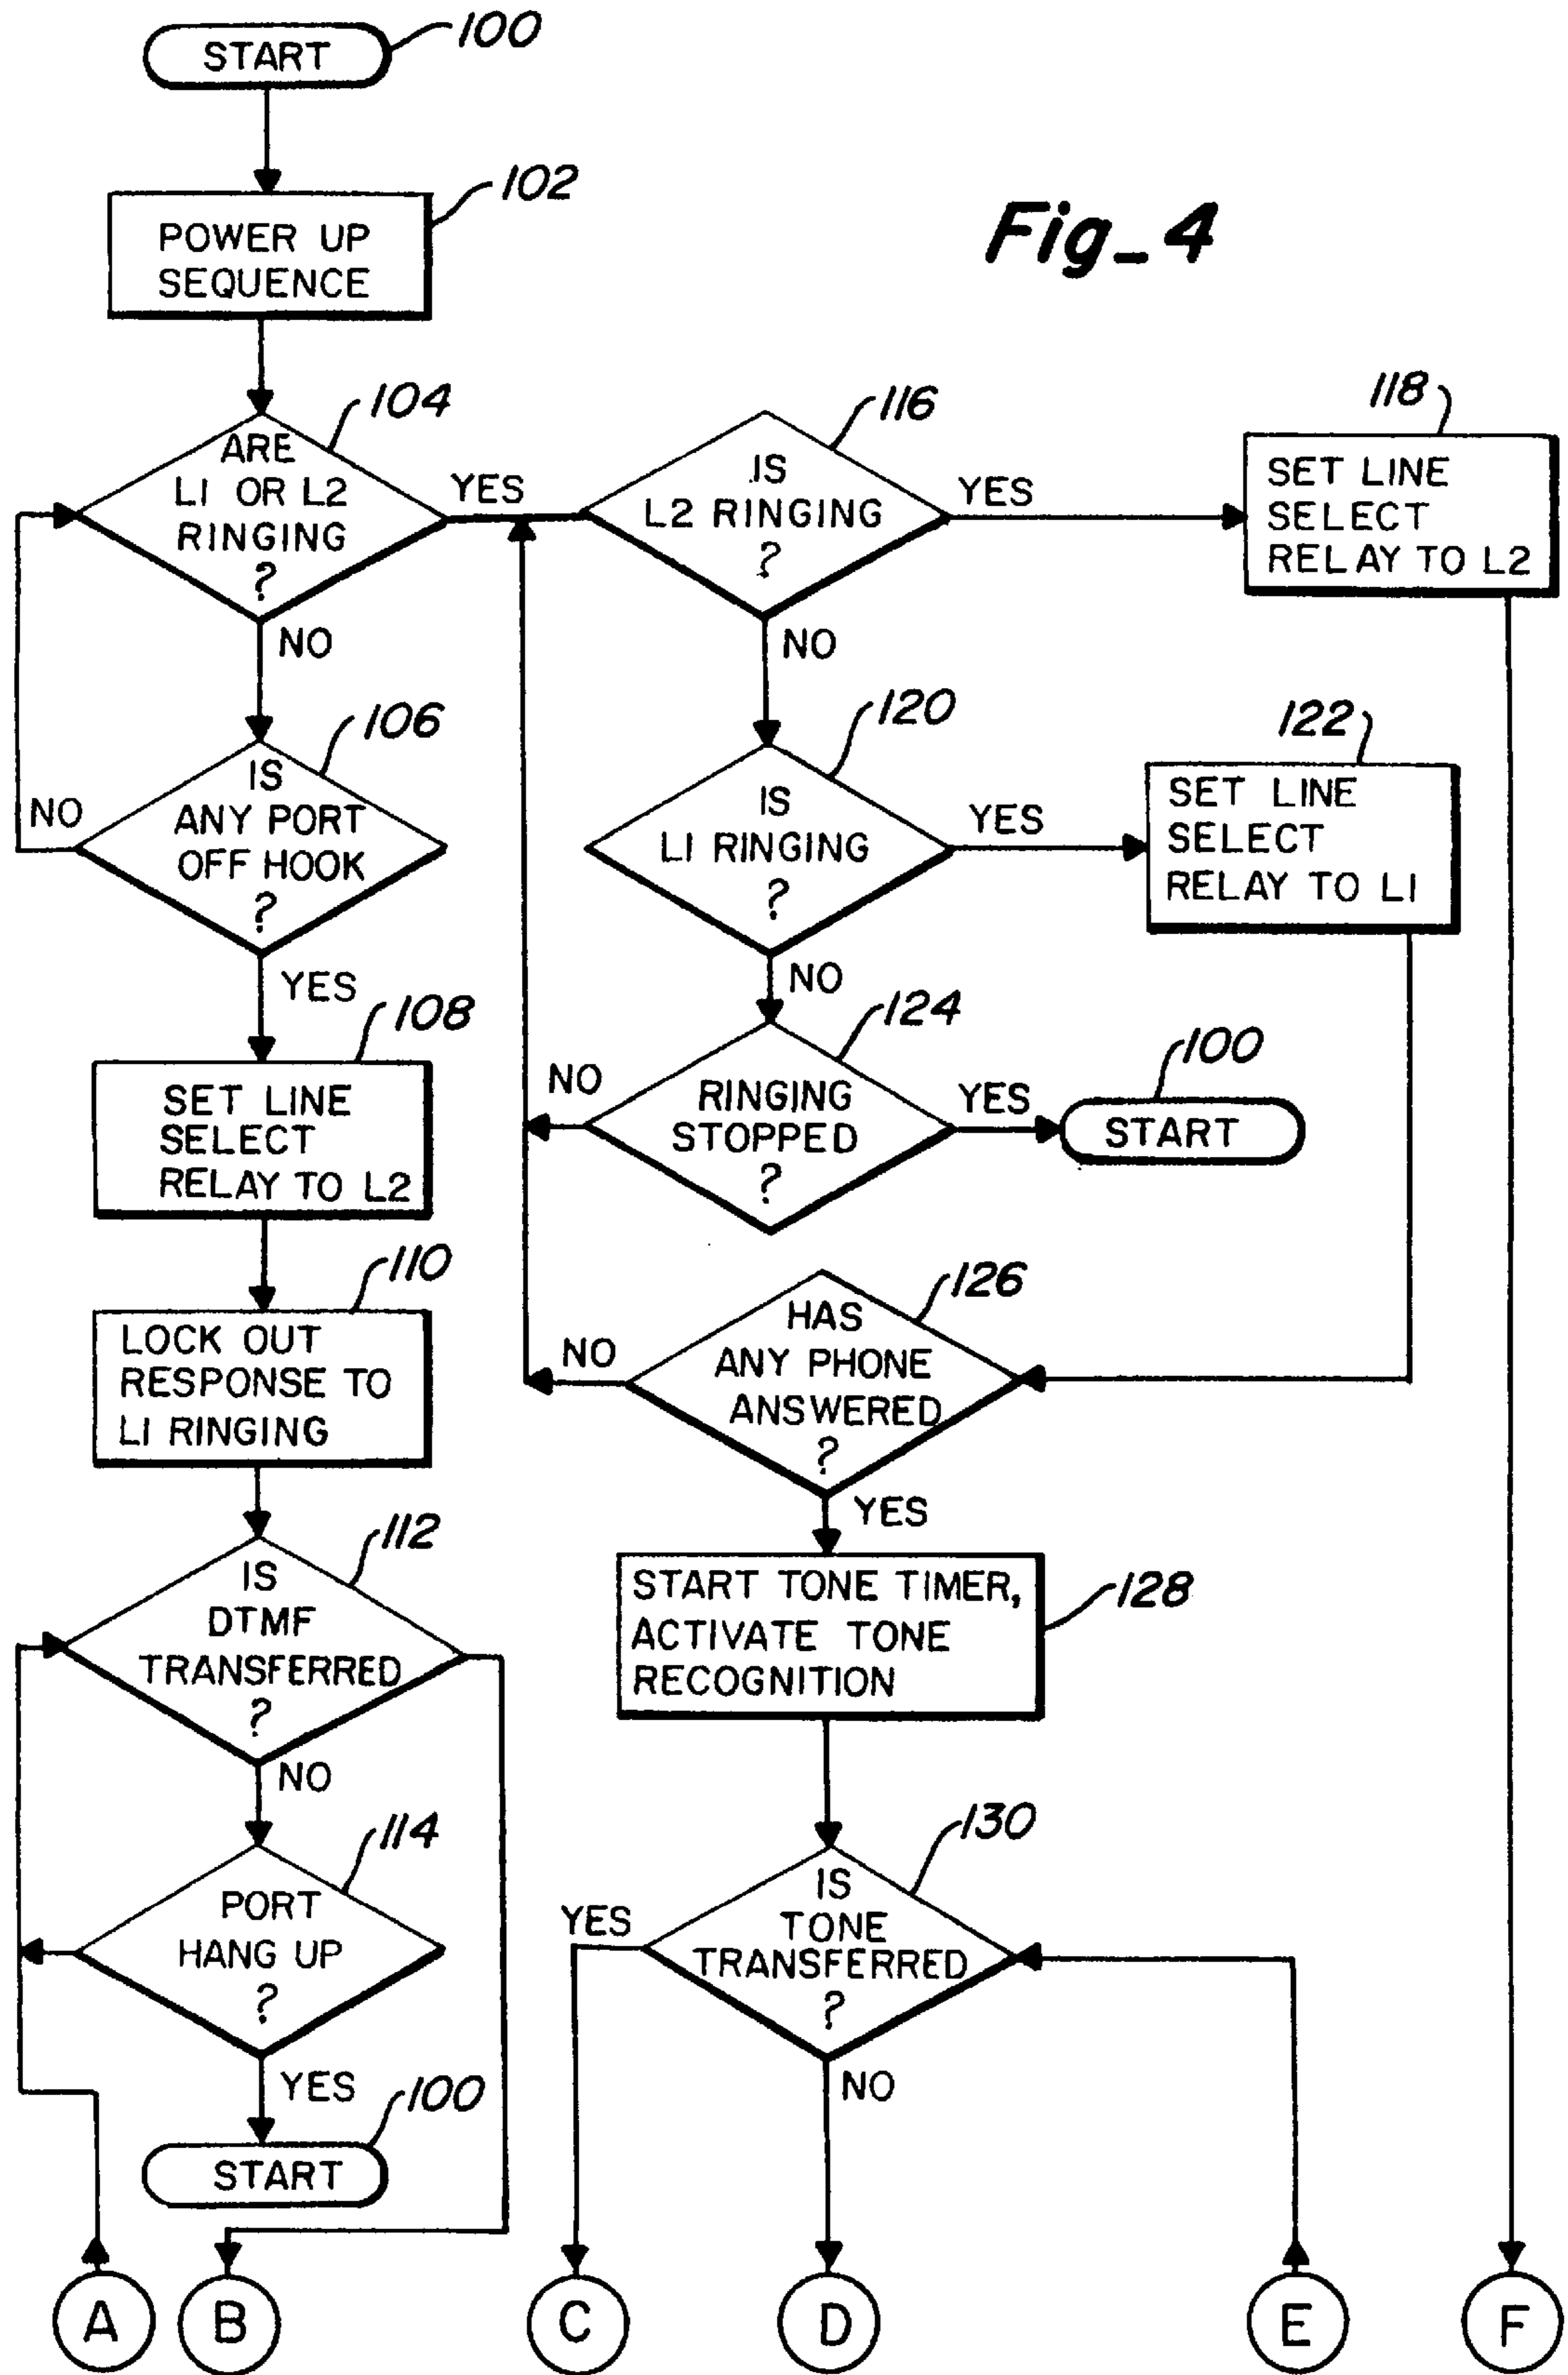 START
100
102
POWER UP
SEQUENCE
Fig_4
104
ARE
L1 OR L2
RINGING
?
YES
NO
116
IS
L2 RINGING
?
YES
NO
118
SET LINE
SELECT
RELAY TO L2
106
IS
ANY PORT
OFF HOOK
?
NO
YES
120
IS
L1 RINGING
?
YES
NO
122
SET LINE
SELECT
RELAY TO L1
108
SET LINE
SELECT
RELAY TO L2
124
RINGING
STOPPED
?
NO
YES
100
START
110
LOCK OUT
RESPONSE TO
L1 RINGING
126
HAS
ANY PHONE
ANSWERED
?
NO
YES
112
IS
DTMF
TRANSFERRED
?
NO
START TONE TIMER,
ACTIVATE TONE
RECOGNITION
128
114
PORT
HANG UP
?
YES
100
START
130
IS
TONE
TRANSFERRED
?
YES
NO
A
B
C
D
E
F